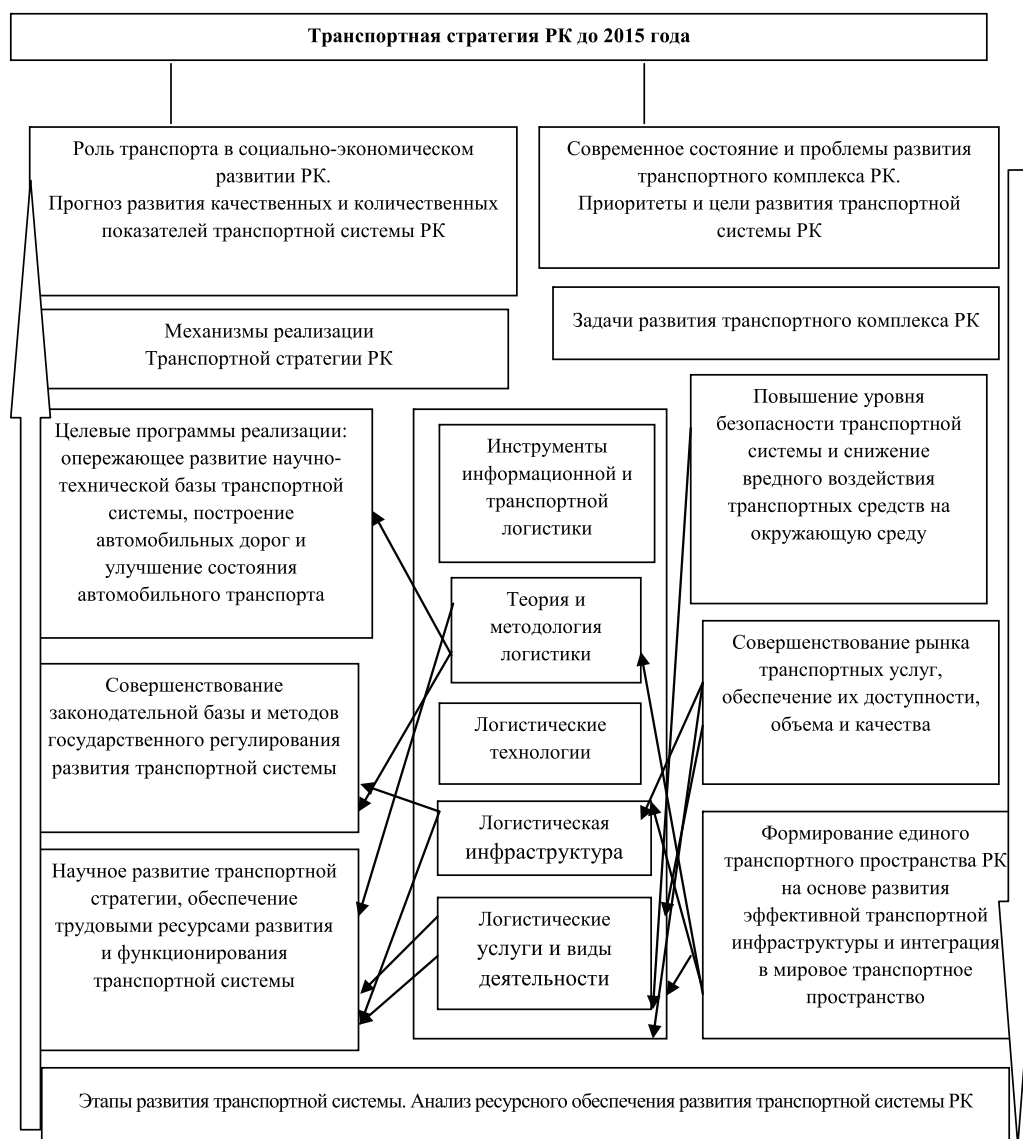 Транспортная стратегия РК до 2015 года
Роль транспорта в социально-экономическом
развитии РК.
Прогноз развития качественных и количественных
показателей транспортной системы РК
Современное состояние и проблемы развития
транспортного комплекса РК.
Приоритеты и цели развития транспортной
системы РК
Механизмы реализации
Транспортной стратегии РК
Задачи развития транспортного комплекса РК
Целевые программы реализации:
опережающее развитие научно-
технической базы транспортной
системы, построение
автомобильных дорог и
улучшение состояния
автомобильного транспорта
Совершенствование
законодательной базы и методов
государственного регулирования
развития транспортной системы
Научное развитие транспортной
стратегии, обеспечение
трудовыми ресурсами развития
и функционирования
транспортной системы
Инструменты
информационной и
транспортной
логистики
Теория и
методология
логистики
Логистические
технологии
Логистическая
инфраструктура
Логистические
услуги и виды
деятельности
Повышение уровня
безопасности транспортной
системы и снижение
вредного воздействия
транспортных средств на
окружающую среду
Совершенствование рынка
транспортных услуг,
обеспечение их доступности,
объема и качества
Формирование единого
транспортного пространства РК
на основе развития
эффективной транспортной
инфраструктуры и интеграция
в мировое транспортное
пространство
Этапы развития транспортной системы. Анализ ресурсного обеспечения развития транспортной системы РК